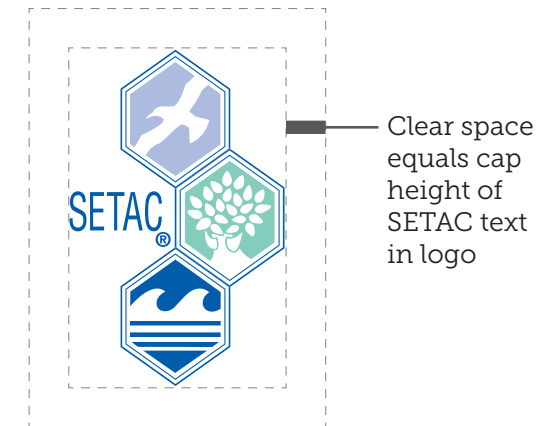 SETAC®
Clear space
equals cap
height of
SETAC text
in logo